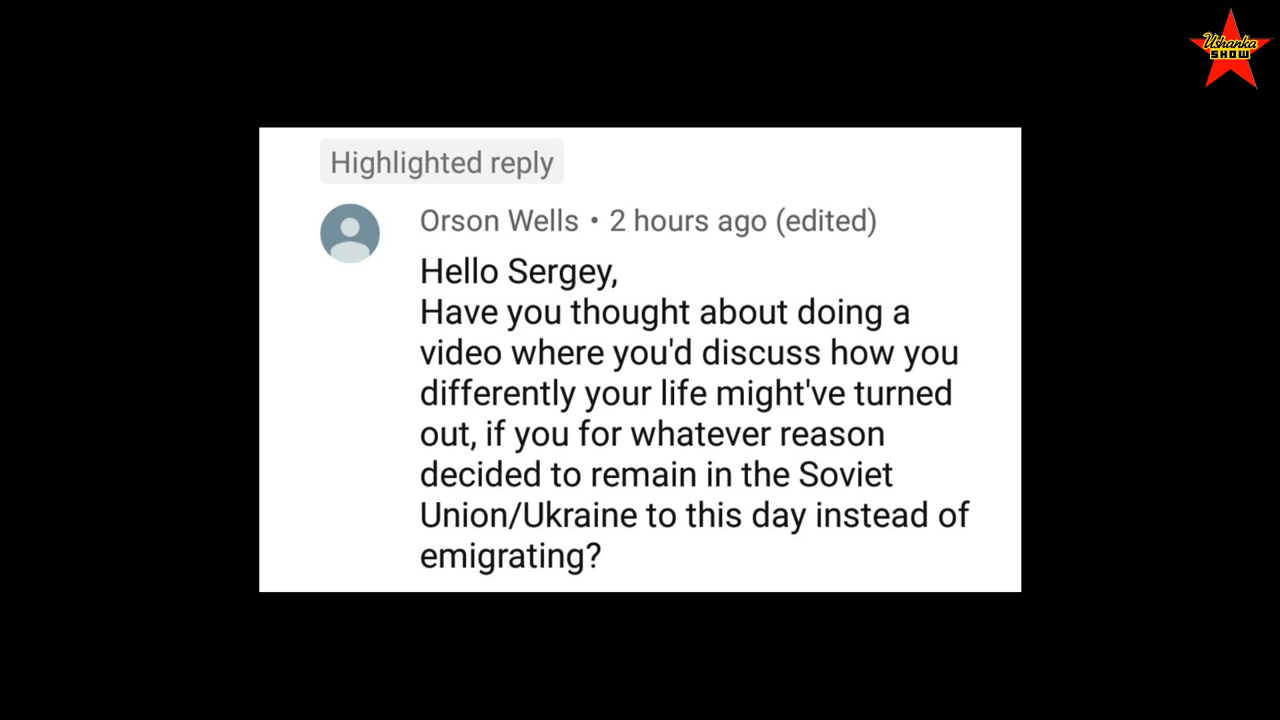 Ushanka
SHOW
Highlighted reply
Orson Wells • 2 hours ago (edited)
Hello Sergey,
Have you thought about doing a
video where you'd discuss how you
differently your life might've turned
out, if you for whatever reason
decided to remain in the Soviet
Union/Ukraine to this day instead of
emigrating?